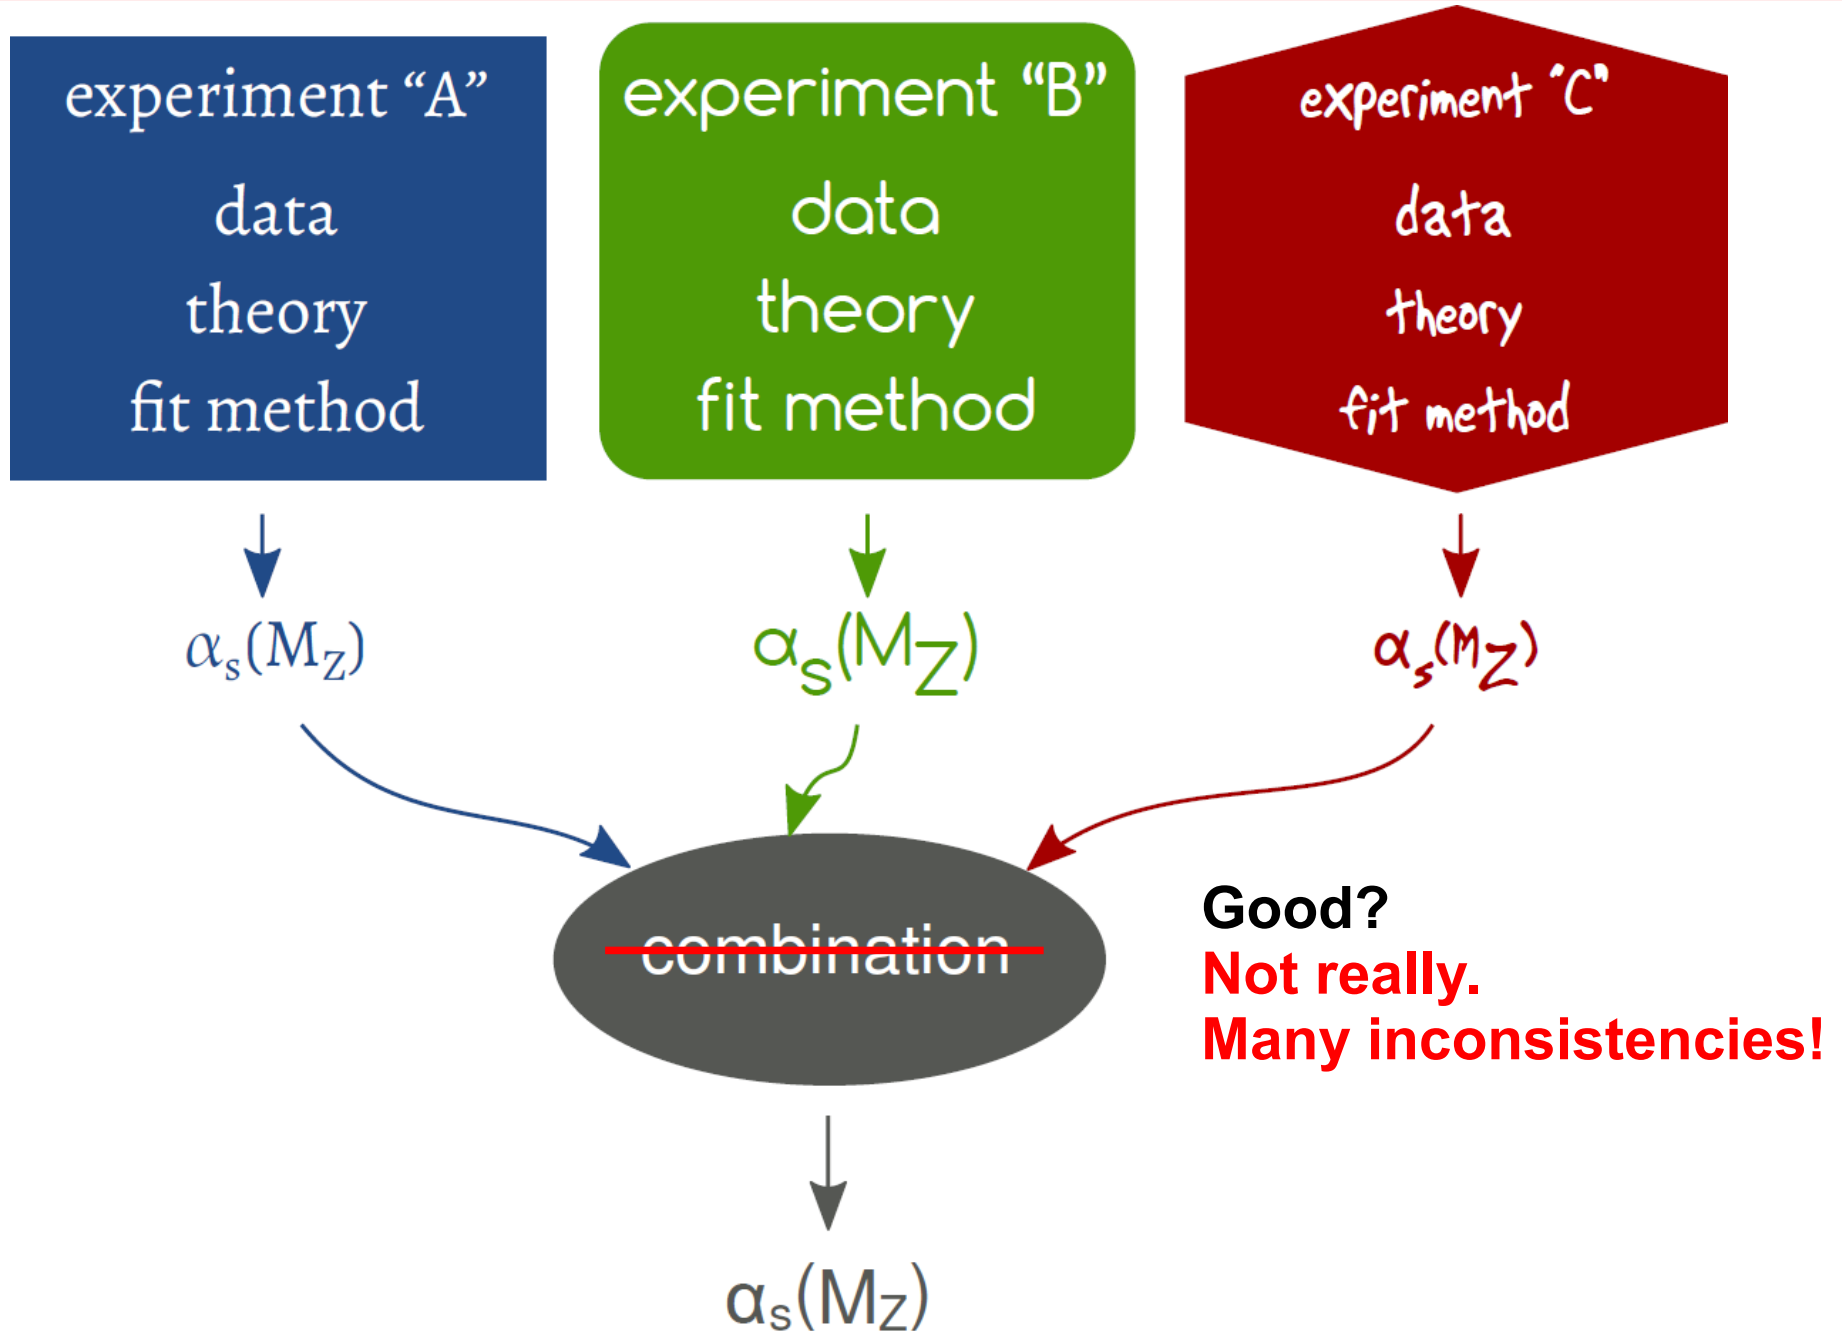 experiment “A”
data
theory
fit method
experiment “B”
data
theory
fit method
experiment “C”
data
theory
fit method
αs(MZ)
αs(MZ)
αs(MZ)
combination
Good?
Not really.
Many inconsistencies!
αs(MZ)